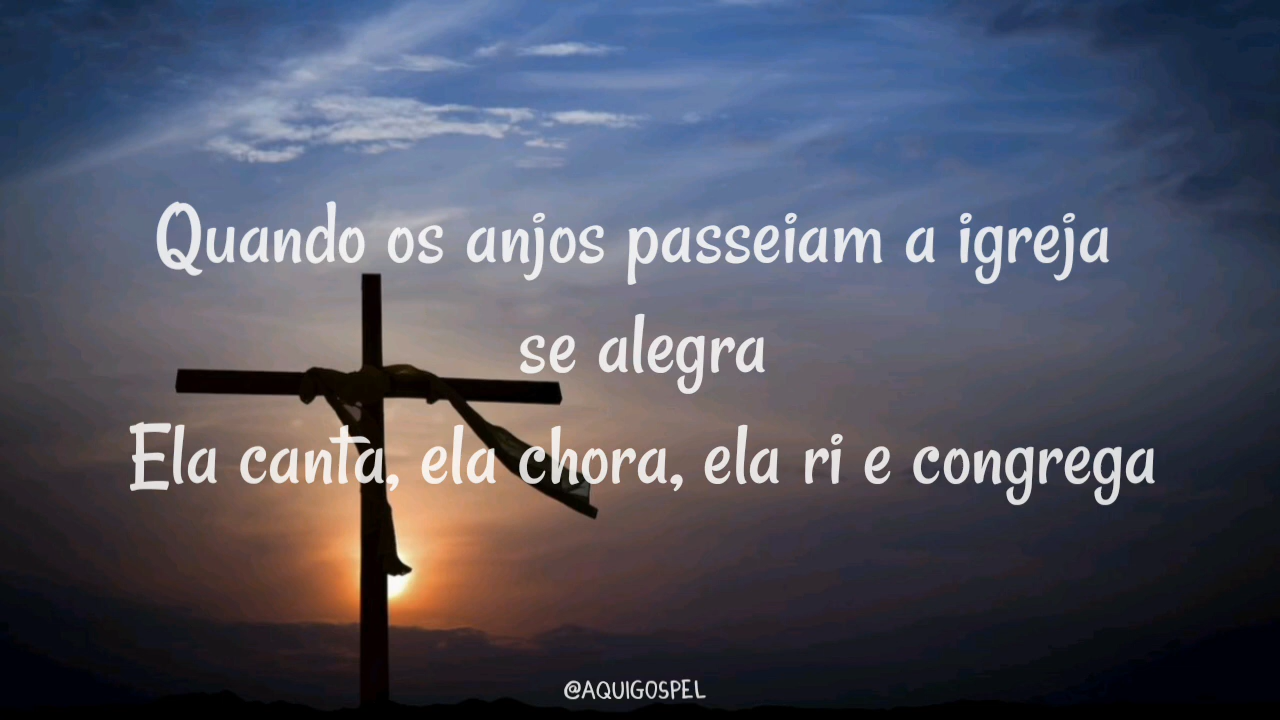 Quando os anjos passeiam a igreja
se alegra
Ela canta, ela chora, ela ri e congrega
@AQUIGOSPEL